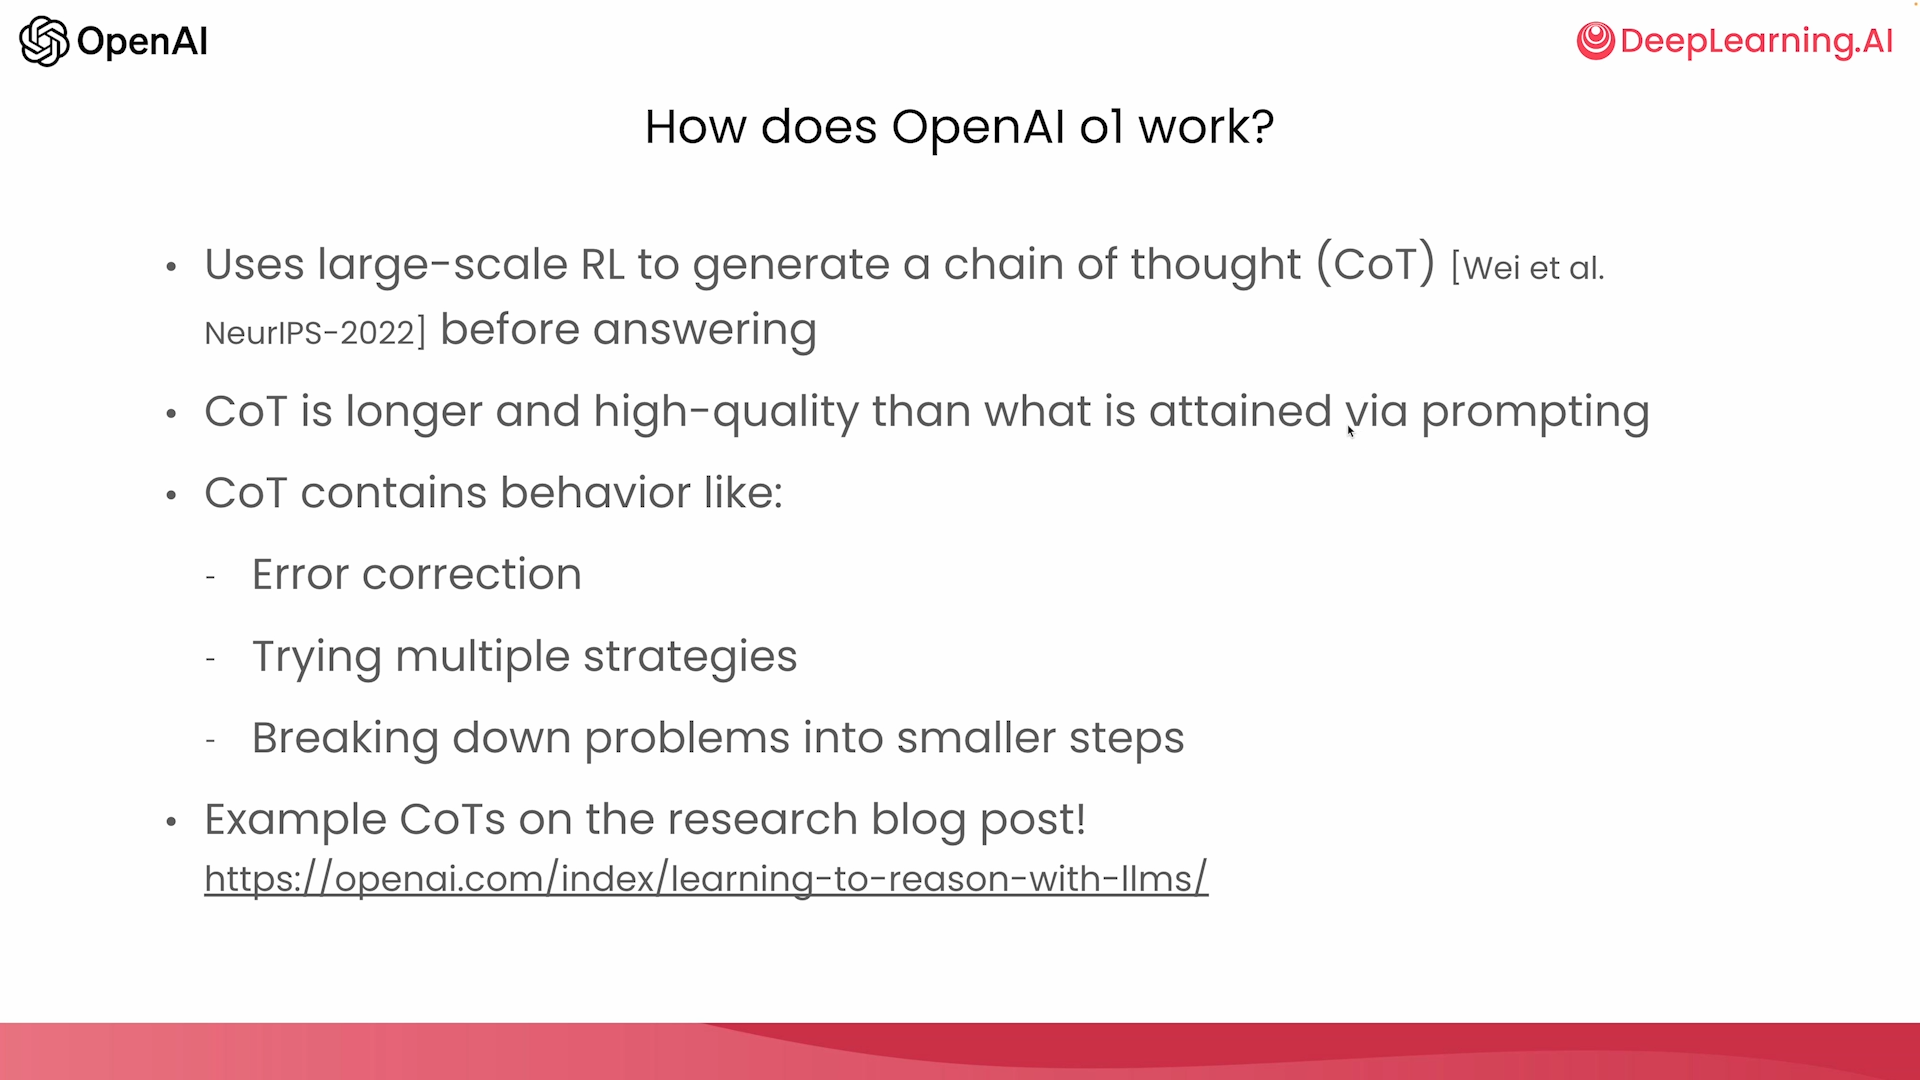 OpenAI
DeepLearning.AI
How does OpenAI o1 work?
• Uses large-scale RL to generate a chain of thought (CoT) [Wei et al.
NeurIPS-2022] before answering
• CoT is longer and high-quality than what is attained via prompting
• CoT contains behavior like:
- Error correction
- Trying multiple strategies
- Breaking down problems into smaller steps
• Example CoTs on the research blog post!
https://openai.com/index/learning-to-reason-with-llms/